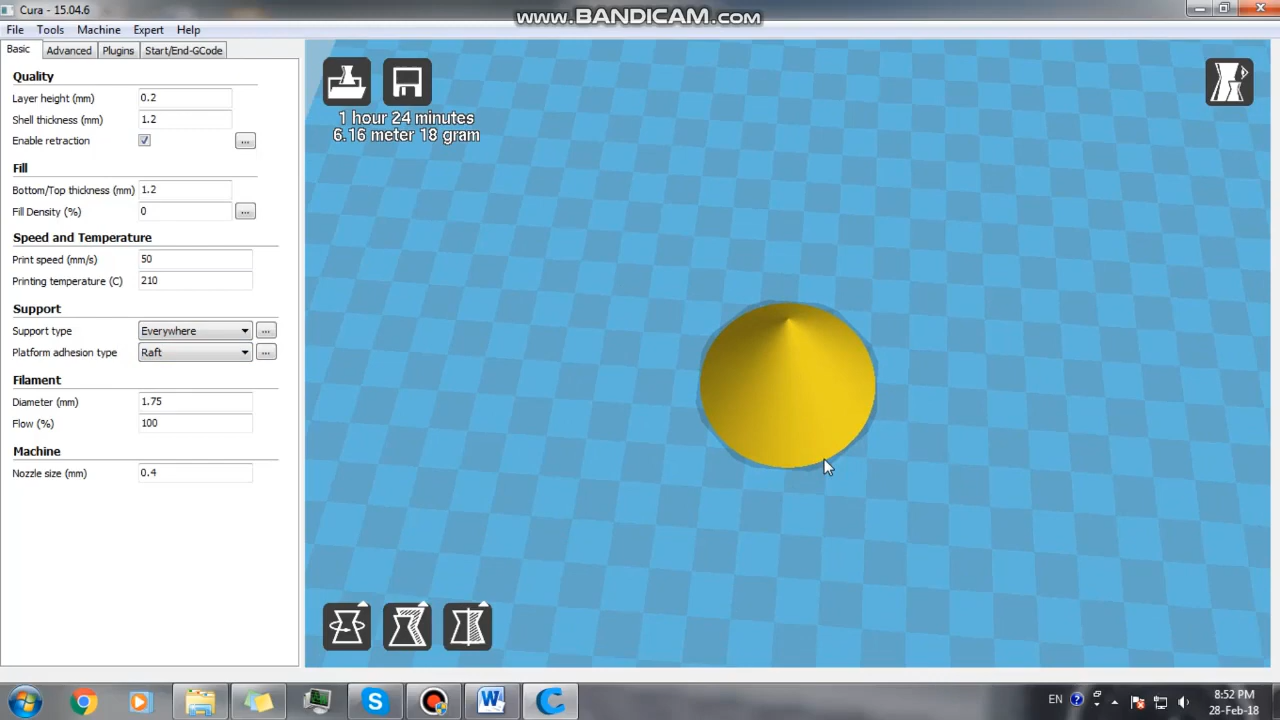 Cura - 15.04.6
www.BANDICAM.com
File Tools Machine Expert Help
Basic Advanced Plugins Start/End-GCode
Quality
Layer height (mm) 0.2
Shell thickness (mm) 1.2
Enable retraction ...
Fill
Bottom/Top thickness (mm) 1.2
Fill Density (%) 0 ...
Speed and Temperature
Print speed (mm/s) 50
Printing temperature (C) 210
Support
Support type Everywhere ...
Platform adhesion type Raft ...
Filament
Diameter (mm) 1.75
Flow (%) 100
Machine
Nozzle size (mm) 0.4
1 hour 24 minutes
6.16 meter 18 gram
EN
8:52 PM
28-Feb-18